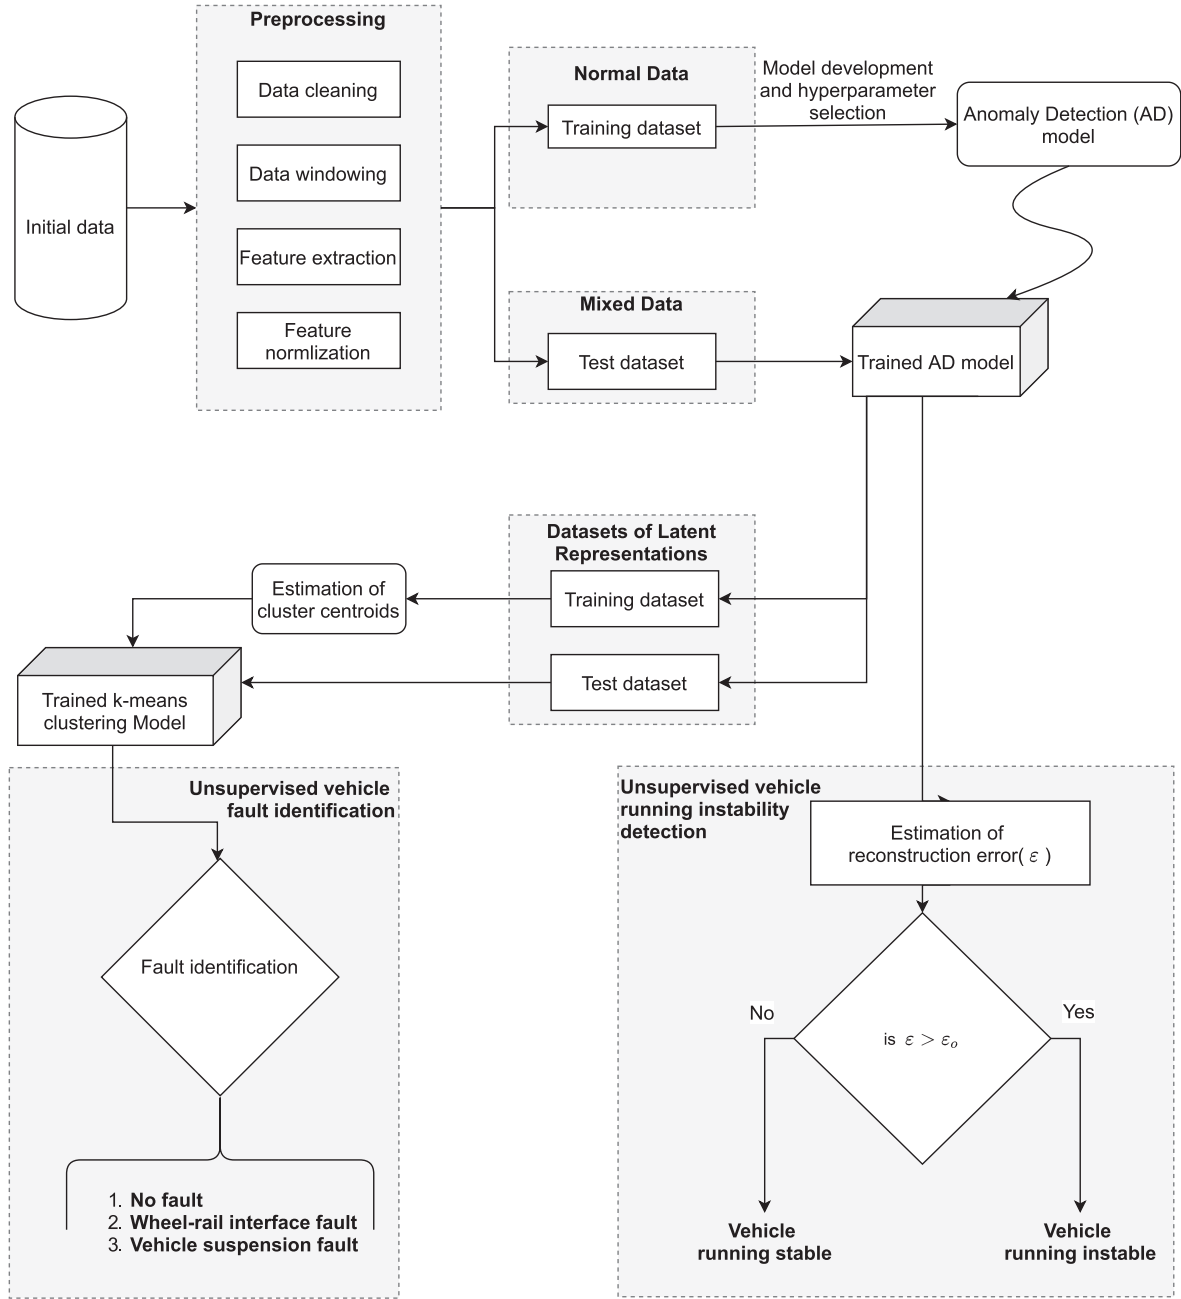 Preprocessing
Data cleaning
Data windowing
Feature extraction
Feature
normlization
Initial data
Normal Data
Training dataset
Model development
and hyperparameter
selection
Anomaly Detection (AD)
model
Mixed Data
Test dataset
Trained AD model
Datasets of Latent
Representations
Training dataset
Test dataset
Estimation of
cluster centroids
Trained k-means
clustering Model
Unsupervised vehicle
fault identification
Fault identification
1. No fault
2. Wheel-rail interface fault
3. Vehicle suspension fault
Unsupervised vehicle
running instability
detection
Estimation of
reconstruction error( ε )
is ε > εₒ
No
Yes
Vehicle
running stable
Vehicle
running instable